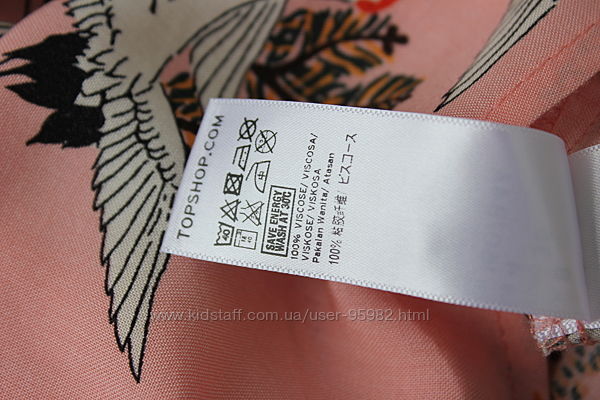 TOPSHOP.COM
40
SAVE ENERGY
WASH AT 30C
100% VISCOSE/ VISCOSA/
VISKOSE/ VISKOSA
Pakaian Wanita/ Atasan
100% 粘胶纤维/ ビスコース
www.kidstaff.com.ua/user-95982.html